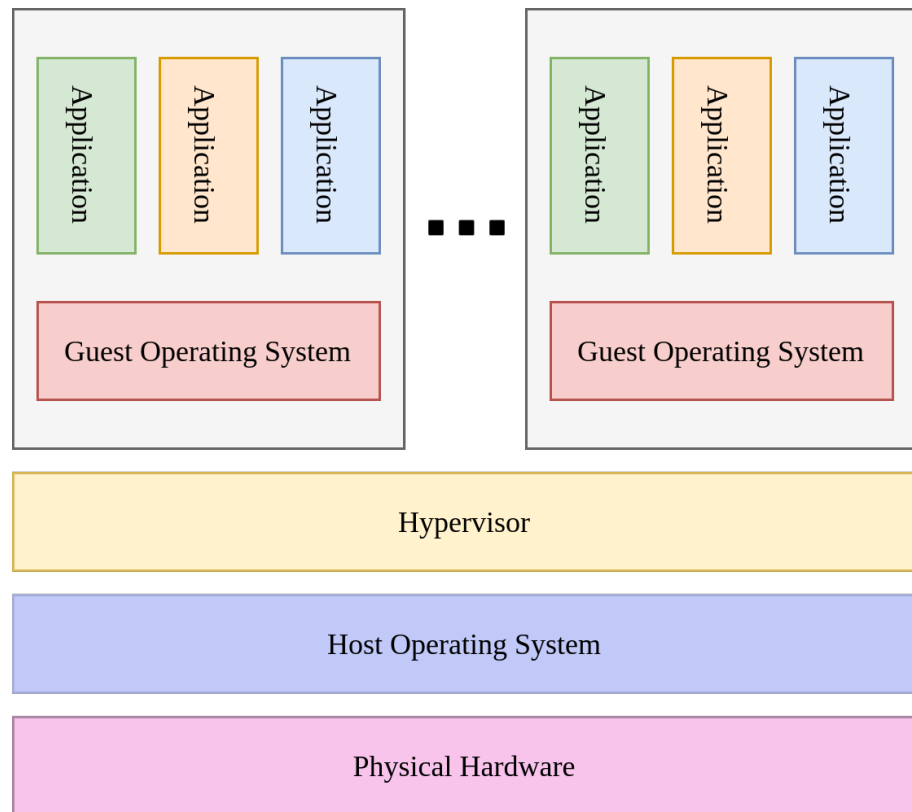 Application
Application
Application
Application
Application
Application
Guest Operating System
Guest Operating System
Hypervisor
Host Operating System
Physical Hardware